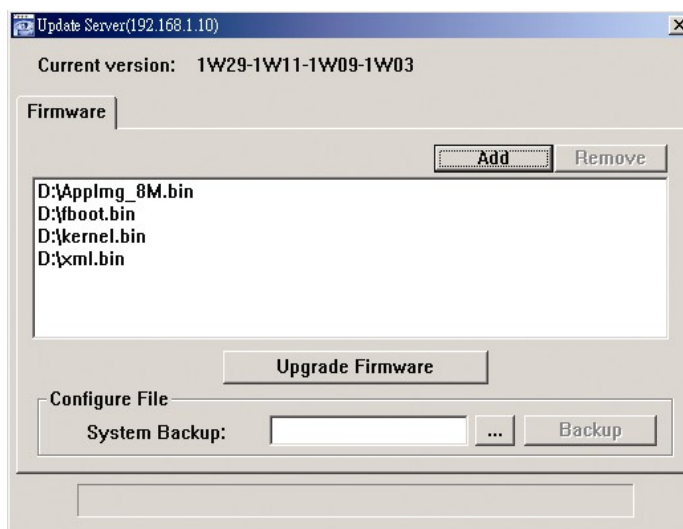 Update Server(192.168.1.10)
Current version: 1W29-1W11-1W09-1W03
Firmware
Add Remove
D:\AppImg_8M.bin
D:\fboot.bin
D:\kernel.bin
D:\xml.bin
Upgrade Firmware
Configure File
System Backup: ... Backup